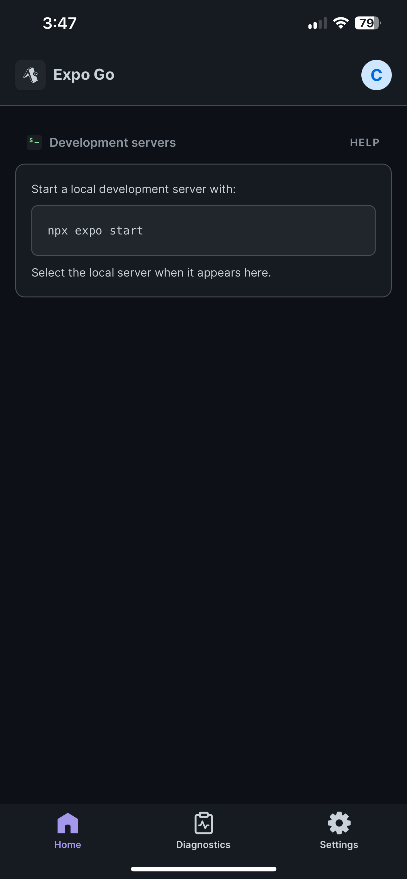 3:47
79
Expo Go
C
$ _
Development servers
HELP
Start a local development server with:
npx expo start
Select the local server when it appears here.
Home
Diagnostics
Settings